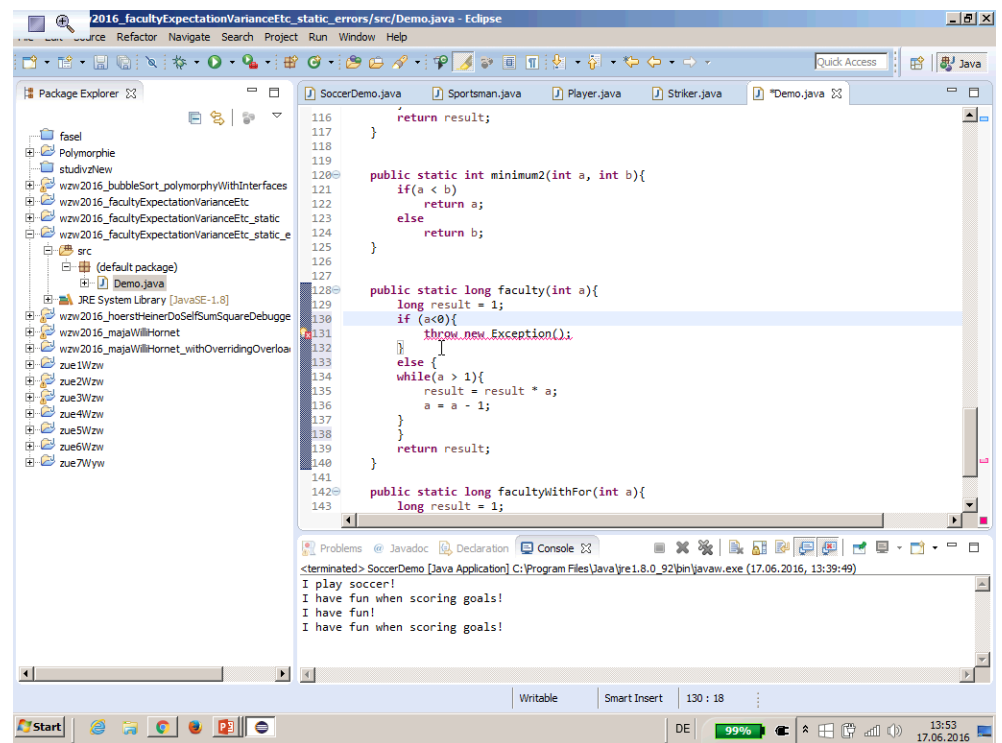 w2016_facultyExpectationVarianceEtc_static_errors/src/Demo.java - Eclipse
Source Refactor Navigate Search Project Run Window Help
Quick Access
Java
Package Explorer
SoccerDemo.java
Sportsman.java
Player.java
Striker.java
*Demo.java
fasel
Polymorphie
studivzNew
wzw2016_bubbleSort_polymorphyWithInterfaces
wzw2016_facultyExpectationVarianceEtc
wzw2016_facultyExpectationVarianceEtc_static
wzw2016_facultyExpectationVarianceEtc_static_e
src
(default package)
Demo.java
JRE System Library [JavaSE-1.8]
wzw2016_hoerstHeinerDoSelfSumSquareDebugge
wzw2016_majaWilliHornet
wzw2016_majaWilliHornet_withOverridingOverloa
zue1Wzw
zue2Wzw
zue3Wzw
zue4Wzw
zue5Wzw
zue6Wzw
zue7Wyw
116 return result;
117 }
118
119
120 public static int minimum2(int a, int b){
121 if(a < b)
122 return a;
123 else
124 return b;
125 }
126
127
128 public static long faculty(int a){
129 long result = 1;
130 if (a<0){
131 throw new Exception();
132 }
133 else {
134 while(a > 1){
135 result = result * a;
136 a = a - 1;
137 }
138 }
139 return result;
140 }
141
142 public static long facultyWithFor(int a){
143 long result = 1;
Problems @ Javadoc Declaration Console
<terminated> SoccerDemo [Java Application] C:\Program Files\Java\jre1.8.0_92\bin\javaw.exe (17.06.2016, 13:39:49)
I play soccer!
I have fun when scoring goals!
I have fun!
I have fun when scoring goals!
Writable
Smart Insert
130 : 18
Start
DE
99%
13:53
17.06.2016